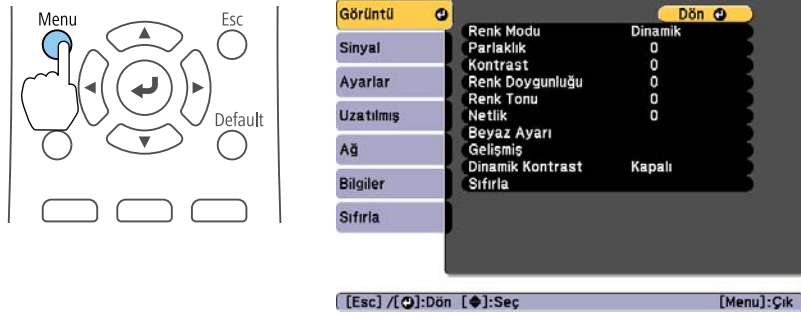 Menu
Esc
Default
Görüntü
Sinyal
Ayarlar
Uzatılmış
Ağ
Bilgiler
Sıfırla
Dön
Renk Modu Dinamik
Parlaklık 0
Kontrast 0
Renk Doygunluğu 0
Renk Tonu 0
Netlik 0
Beyaz Ayarı
Gelişmiş
Dinamik Kontrast Kapalı
Sıfırla
[Esc] /[⏎]:Dön [◆]:Seç [Menu]:Çık